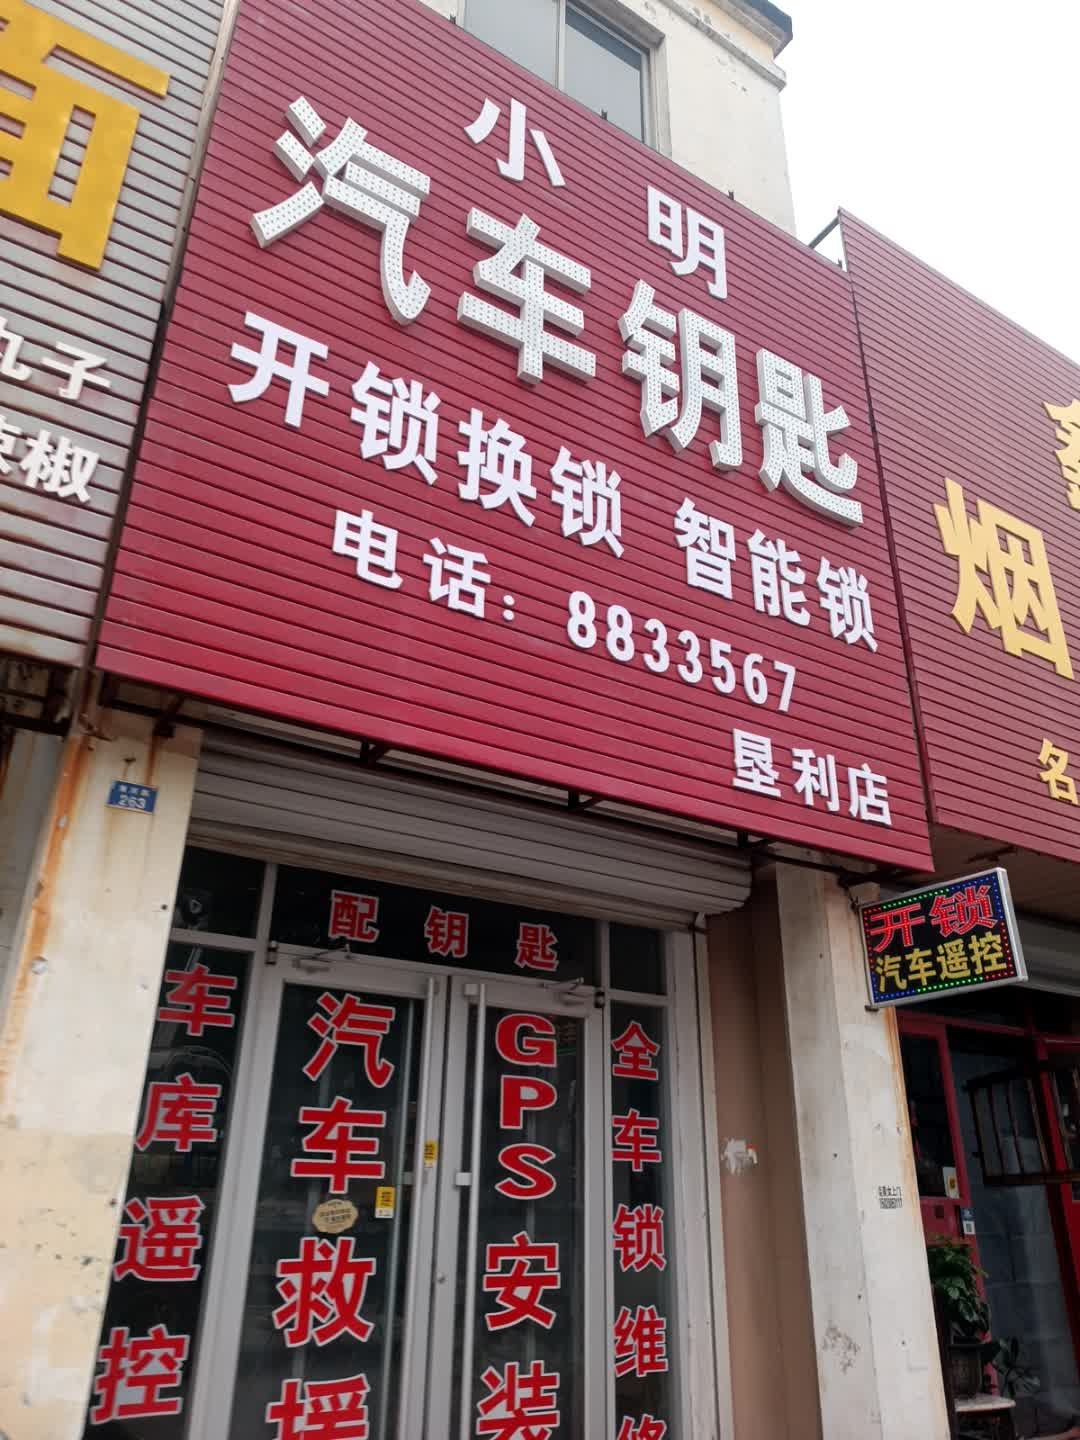 小明
汽车钥匙
开锁换锁 智能锁
电话：8833567
垦利店
丸子
辣椒
烟
名
263
开锁
汽车遥控
配钥匙
车库遥控
汽车救援
GPS安装
全车锁维修